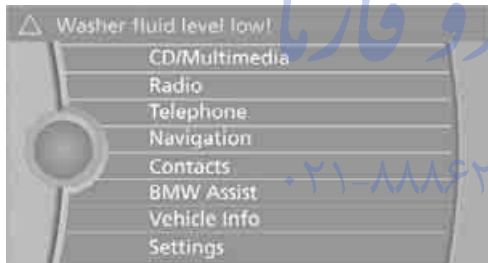 Washer fluid level low!
CD/Multimedia
Radio
Telephone
Navigation
Contacts
BMW Assist
Vehicle Info
Settings